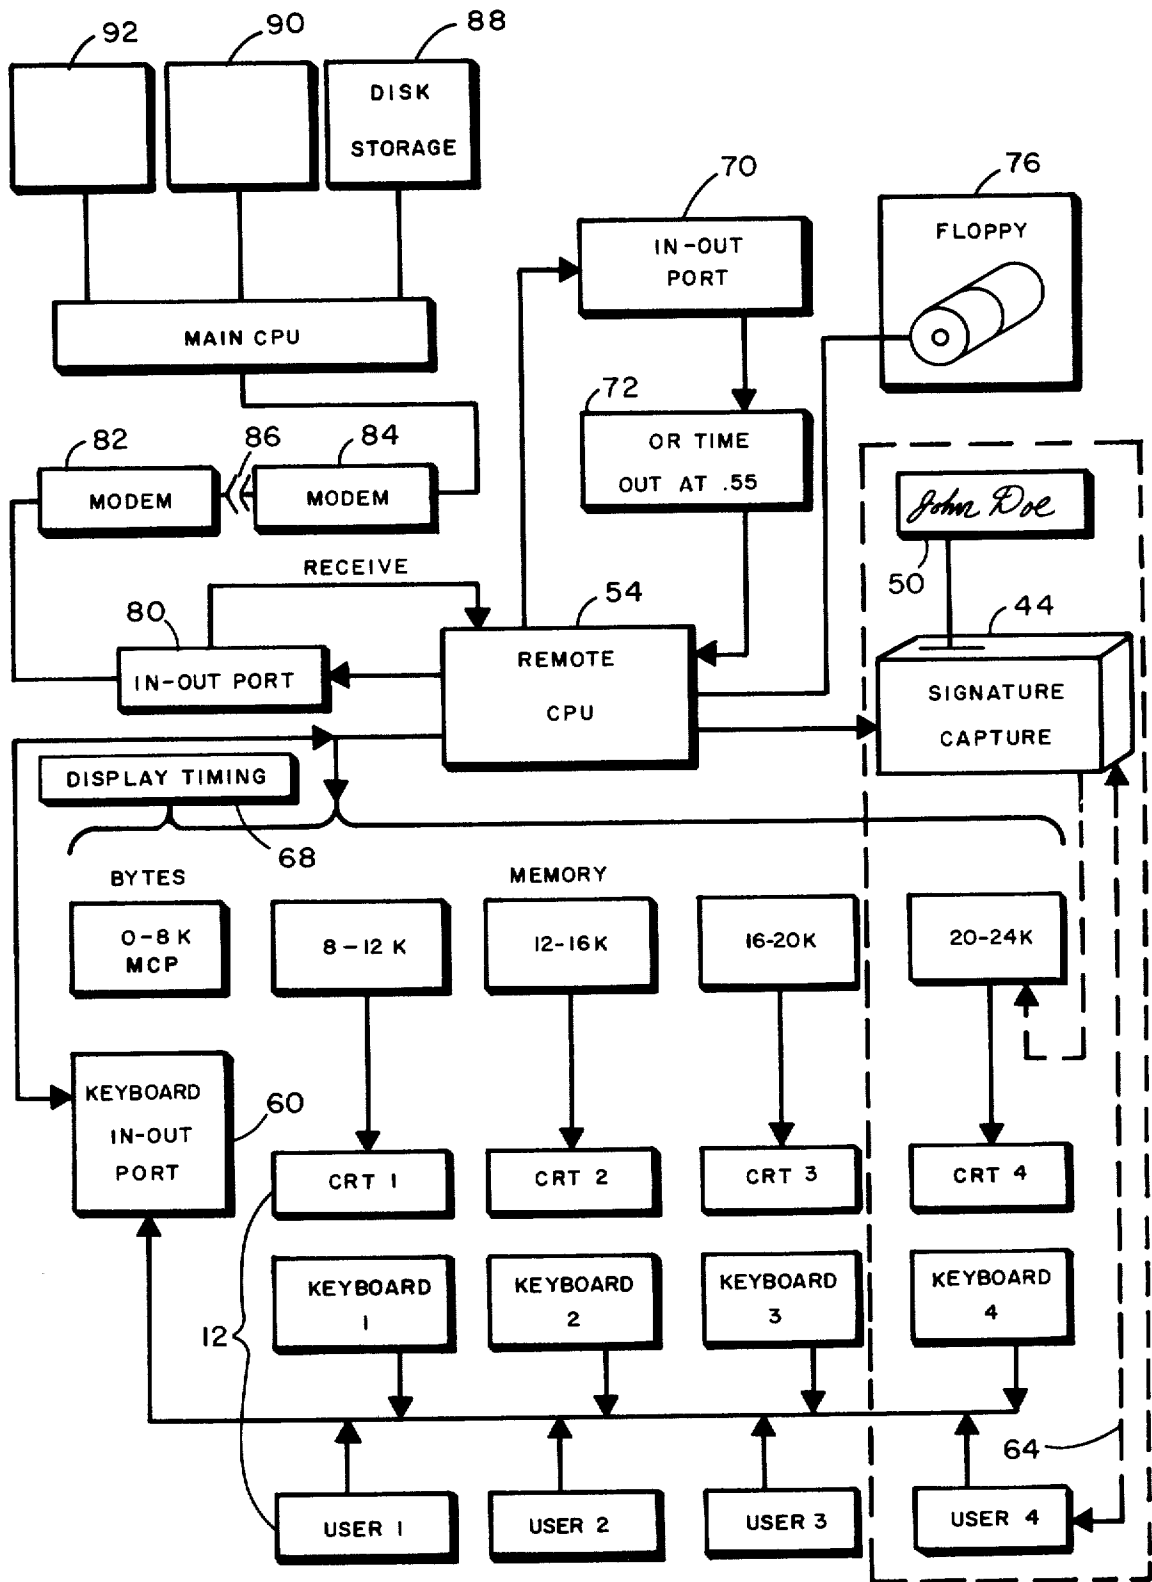 92
90
88
DISK
STORAGE
70
76
IN-OUT
PORT
FLOPPY
MAIN CPU
72
OR TIME
OUT AT .55
82
86
84
MODEM
MODEM
John Doe
50
RECEIVE
80
54
44
IN-OUT PORT
REMOTE
CPU
SIGNATURE
CAPTURE
DISPLAY TIMING
68
BYTES
MEMORY
0-8K
MCP
8-12 K
12-16K
16-20K
20-24K
KEYBOARD
IN-OUT
PORT
60
CRT 1
CRT 2
CRT 3
CRT 4
12
KEYBOARD
1
KEYBOARD
2
KEYBOARD
3
KEYBOARD
4
64
USER 1
USER 2
USER 3
USER 4